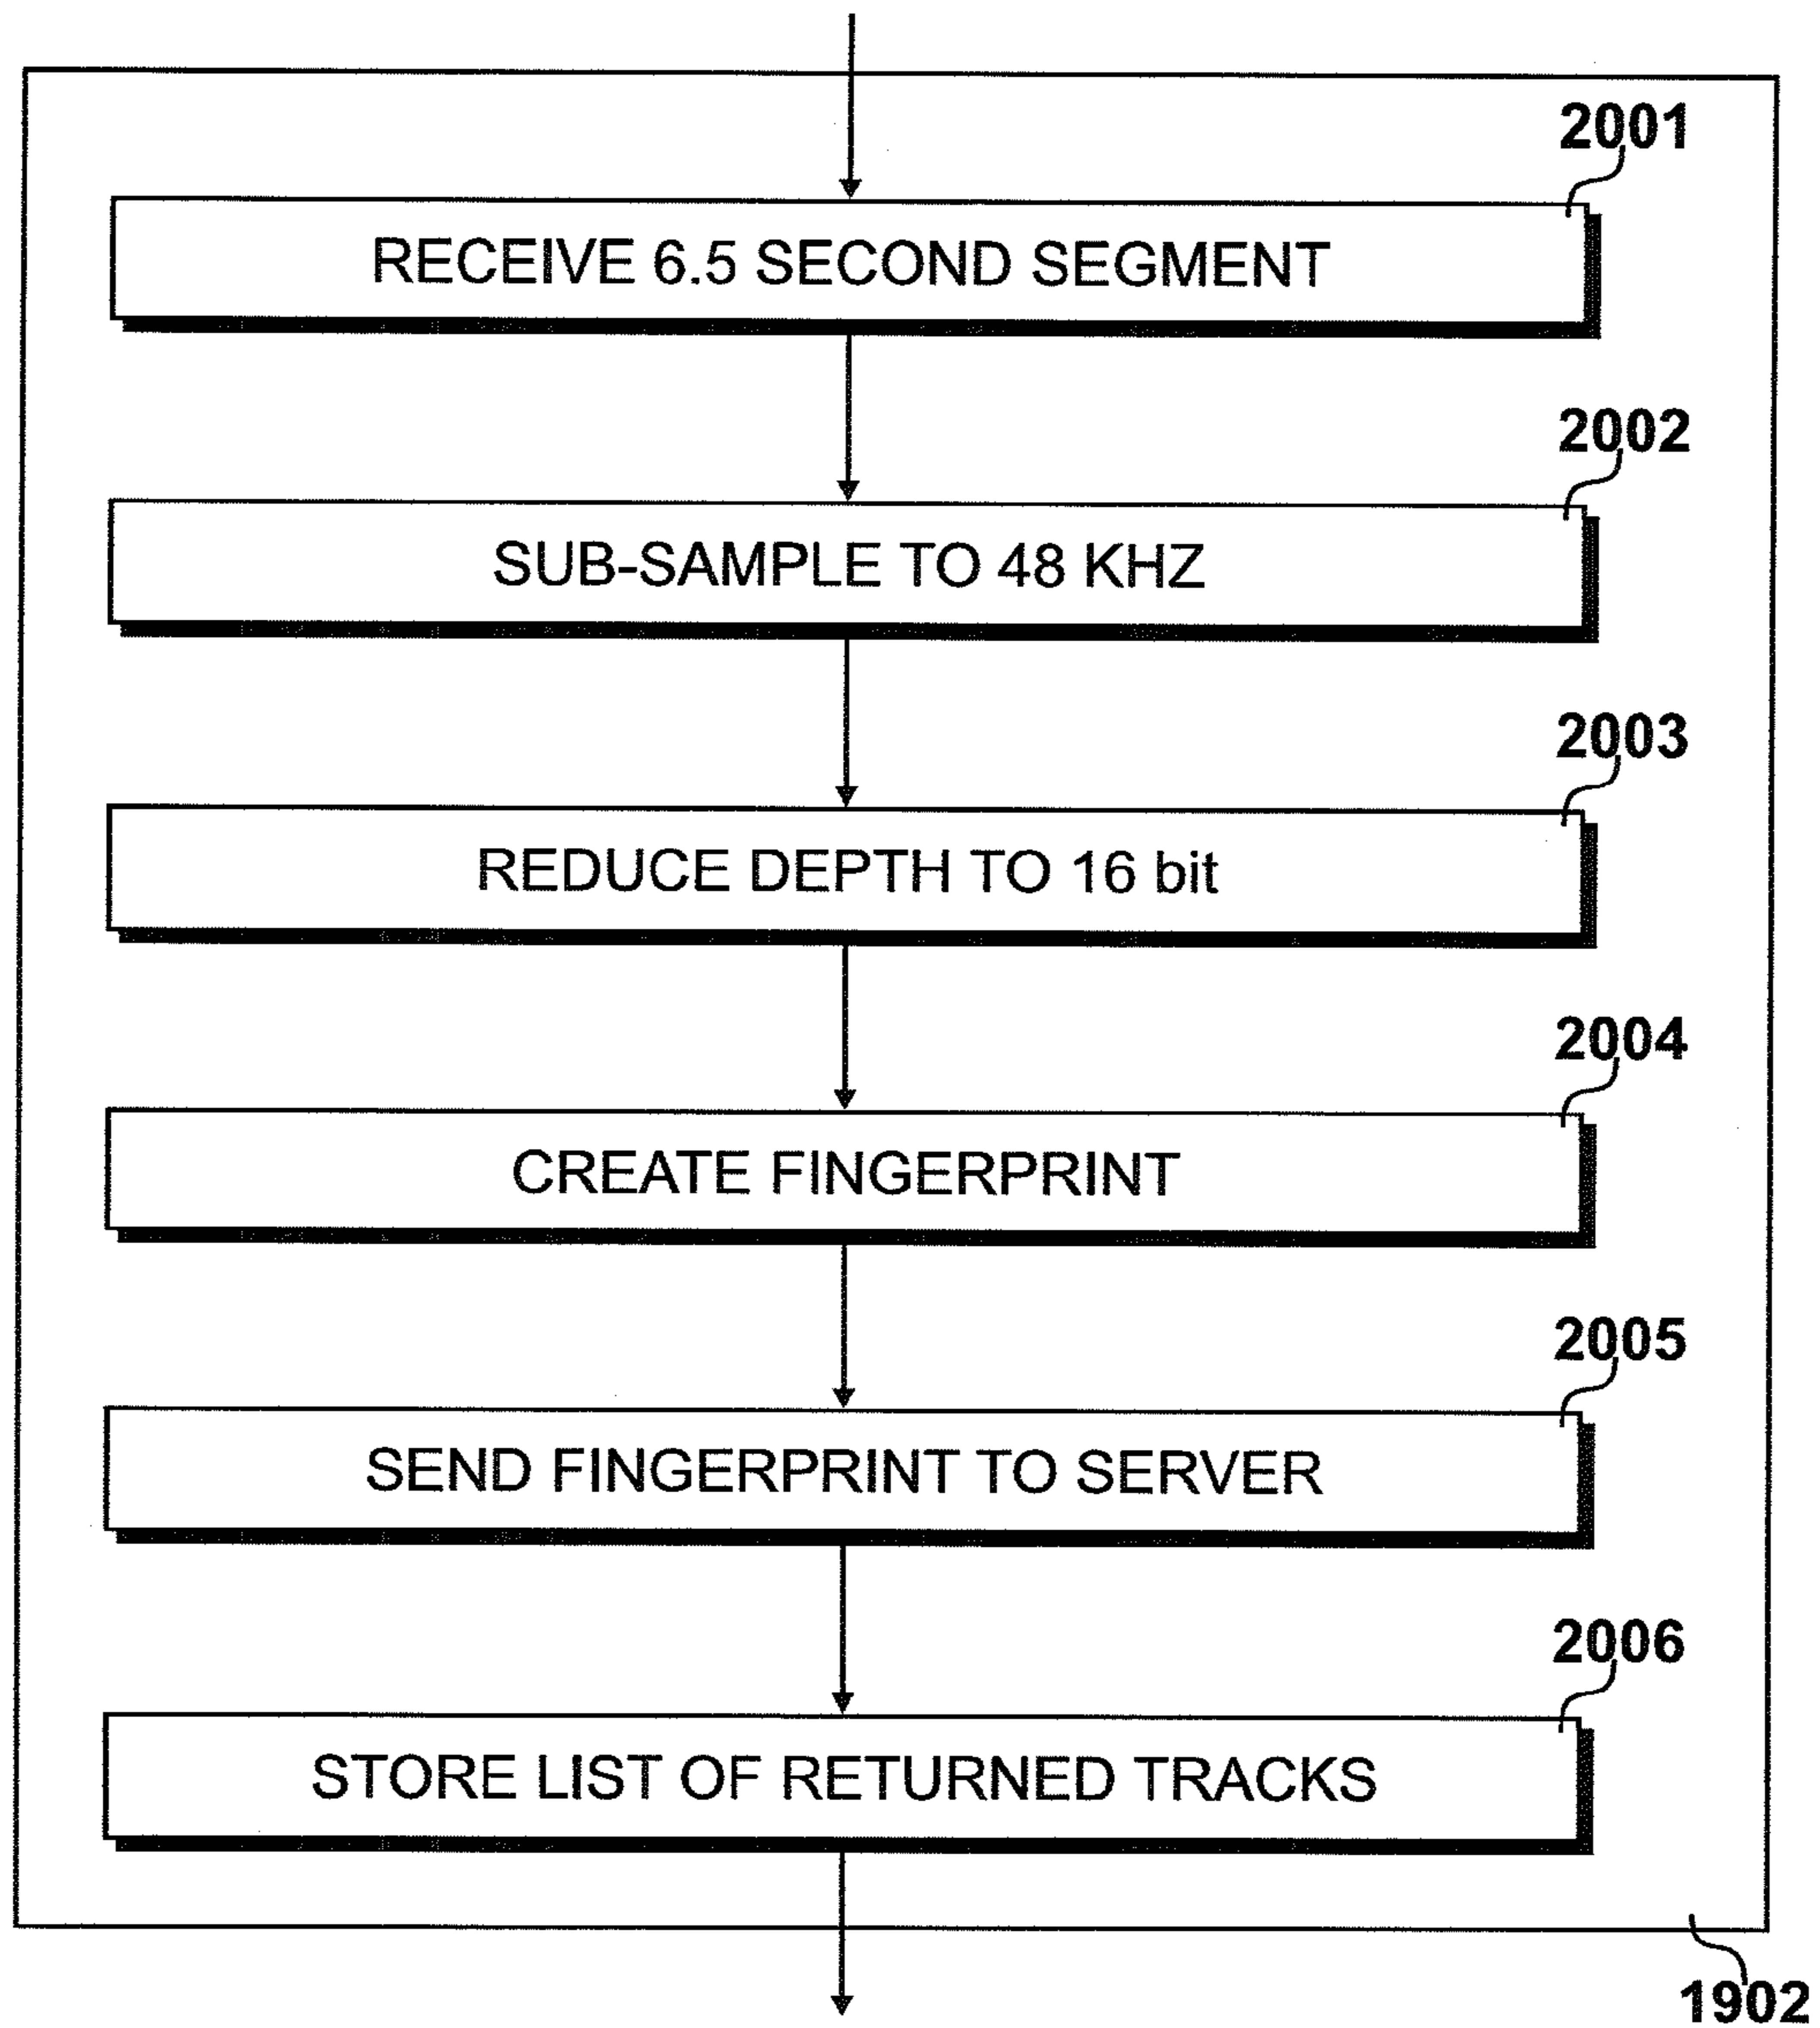 2001
RECEIVE 6.5 SECOND SEGMENT
2002
SUB-SAMPLE TO 48 KHZ
2003
REDUCE DEPTH TO 16 bit
2004
CREATE FINGERPRINT
2005
SEND FINGERPRINT TO SERVER
2006
STORE LIST OF RETURNED TRACKS
1902